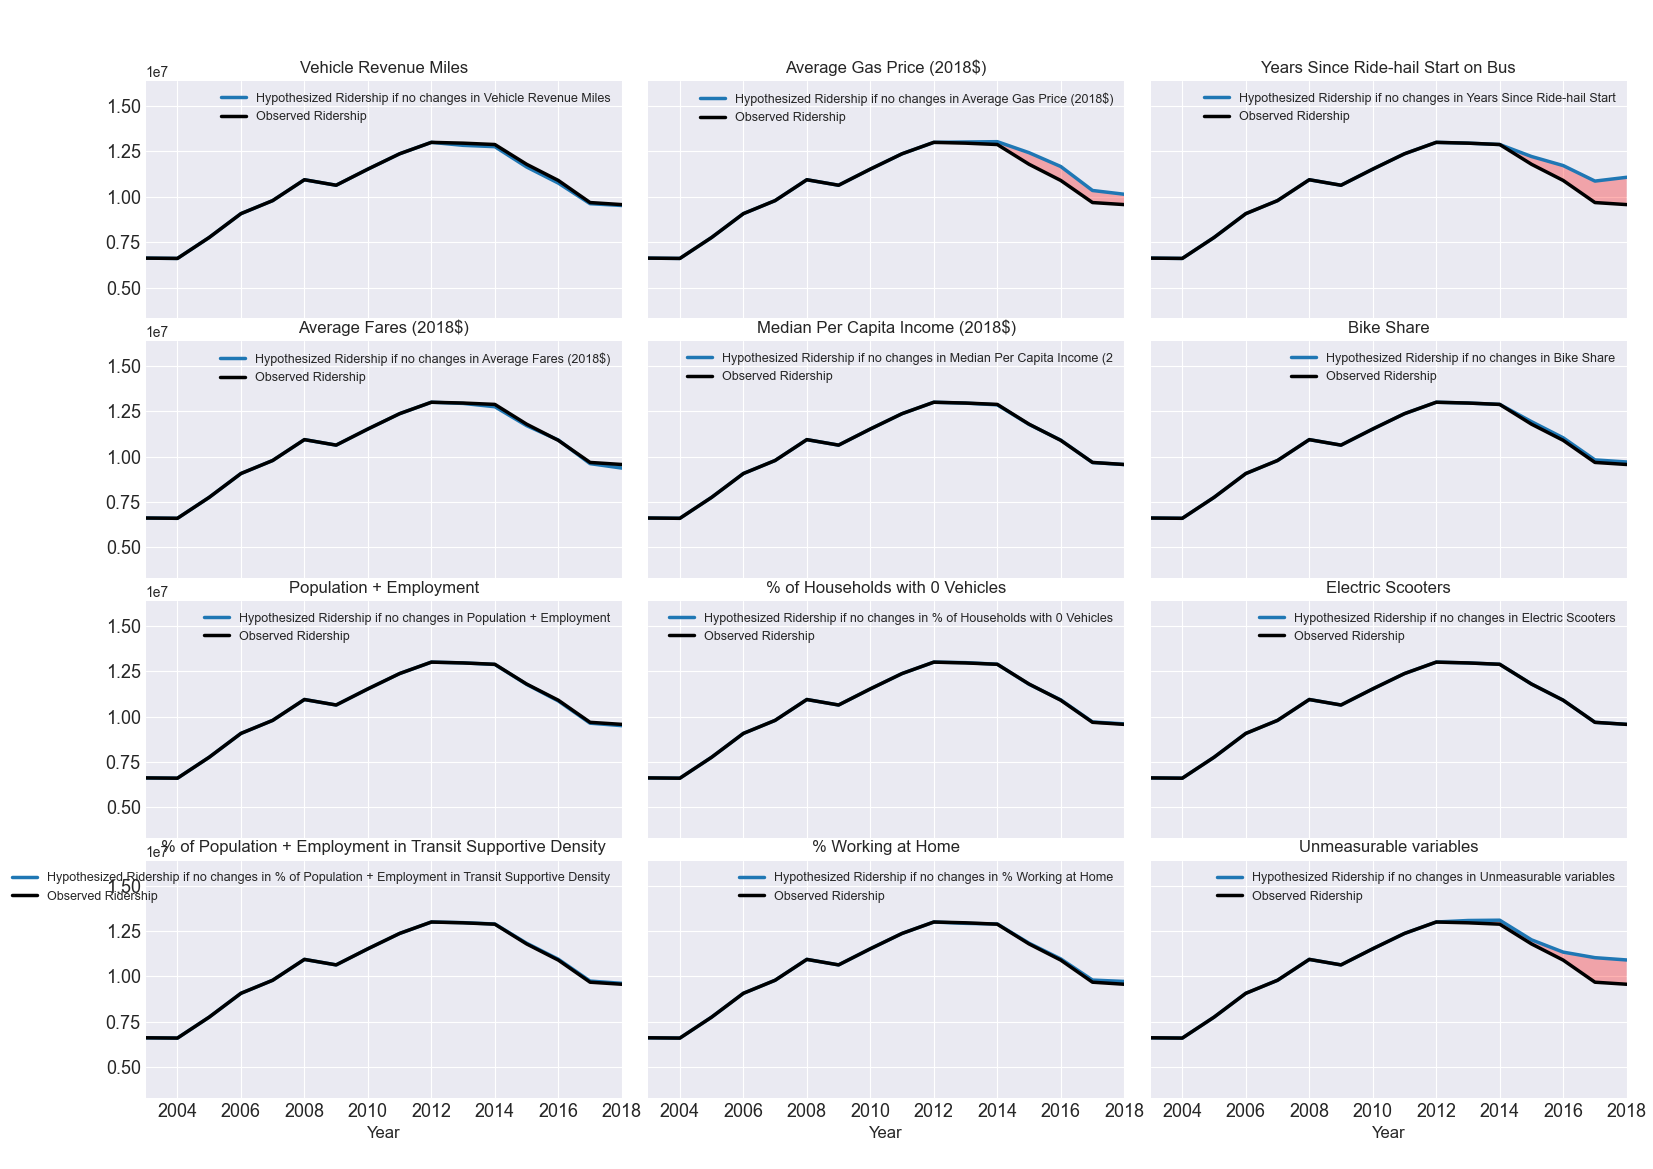 Vehicle Revenue Miles
1e7
Hypothesized Ridership if no changes in Vehicle Revenue Miles
Observed Ridership
1.50
1.25
1.00
0.75
0.50
Average Gas Price (2018$)
Hypothesized Ridership if no changes in Average Gas Price (2018$)
Observed Ridership
Years Since Ride-hail Start on Bus
Hypothesized Ridership if no changes in Years Since Ride-hail Start
Observed Ridership
Average Fares (2018$)
1e7
Hypothesized Ridership if no changes in Average Fares (2018$)
Observed Ridership
1.50
1.25
1.00
0.75
0.50
Median Per Capita Income (2018$)
Hypothesized Ridership if no changes in Median Per Capita Income (2
Observed Ridership
Bike Share
Hypothesized Ridership if no changes in Bike Share
Observed Ridership
Population + Employment
1e7
Hypothesized Ridership if no changes in Population + Employment
Observed Ridership
1.50
1.25
1.00
0.75
0.50
% of Households with 0 Vehicles
Hypothesized Ridership if no changes in % of Households with 0 Vehicles
Observed Ridership
Electric Scooters
Hypothesized Ridership if no changes in Electric Scooters
Observed Ridership
% of Population + Employment in Transit Supportive Density
1e7
Hypothesized Ridership if no changes in % of Population + Employment in Transit Supportive Density
Observed Ridership
1.50
1.25
1.00
0.75
0.50
2004 2006 2008 2010 2012 2014 2016 2018
Year
% Working at Home
Hypothesized Ridership if no changes in % Working at Home
Observed Ridership
2004 2006 2008 2010 2012 2014 2016 2018
Year
Unmeasurable variables
Hypothesized Ridership if no changes in Unmeasurable variables
Observed Ridership
2004 2006 2008 2010 2012 2014 2016 2018
Year